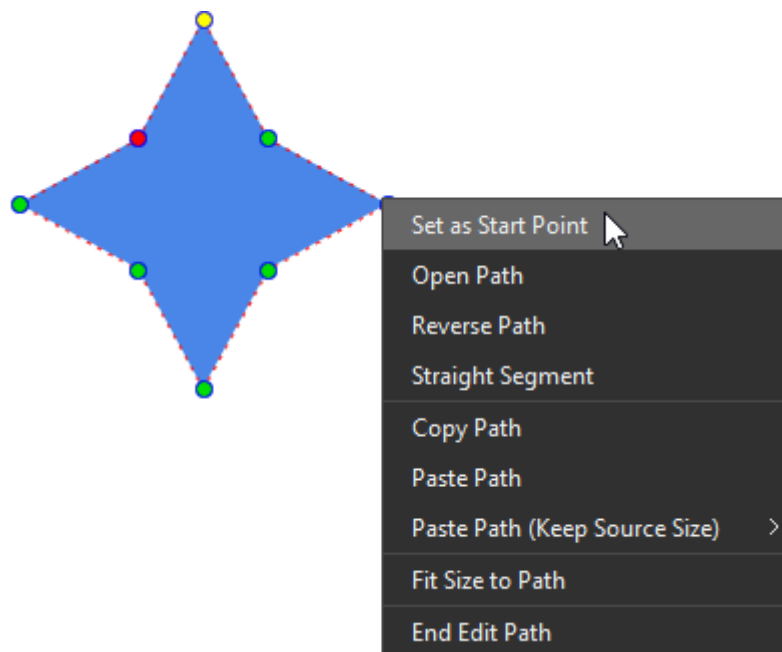 Set as Start Point
Open Path
Reverse Path
Straight Segment
Copy Path
Paste Path
Paste Path (Keep Source Size)
Fit Size to Path
End Edit Path